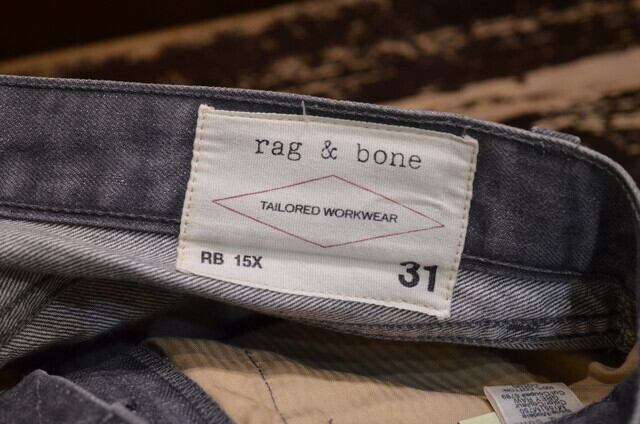 rag & bone
TAILORED WORKWEAR
RB 15X
31